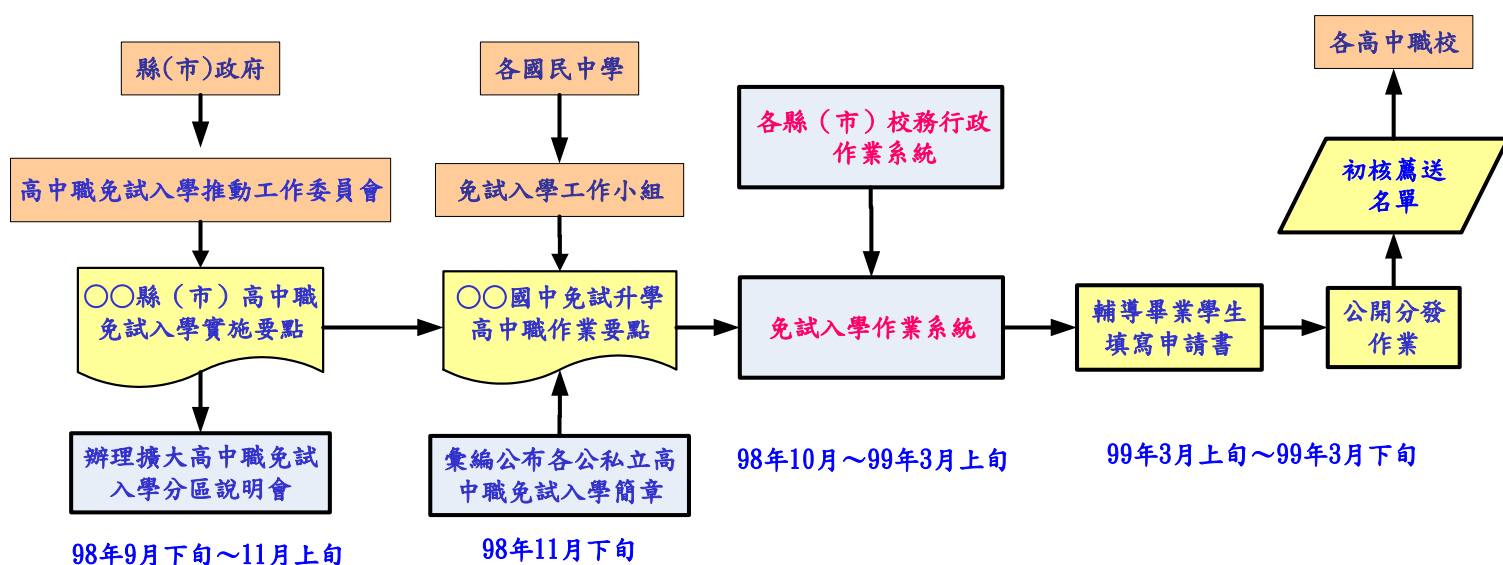 縣(市)政府
高中職免試入學推動工作委員會
○○縣（市）高中職
免試入學實施要點
辦理擴大高中職免試
入學分區說明會
98年9月下旬～11月上旬
各國民中學
免試入學工作小組
○○國中免試升學
高中職作業要點
彙編公布各公私立高
中職免試入學簡章
98年11月下旬
各縣（市）校務行政
作業系統
免試入學作業系統
98年10月～99年3月上旬
輔導畢業學生
填寫申請書
公開分發
作業
初核薦送
名單
各高中職校
99年3月上旬～99年3月下旬